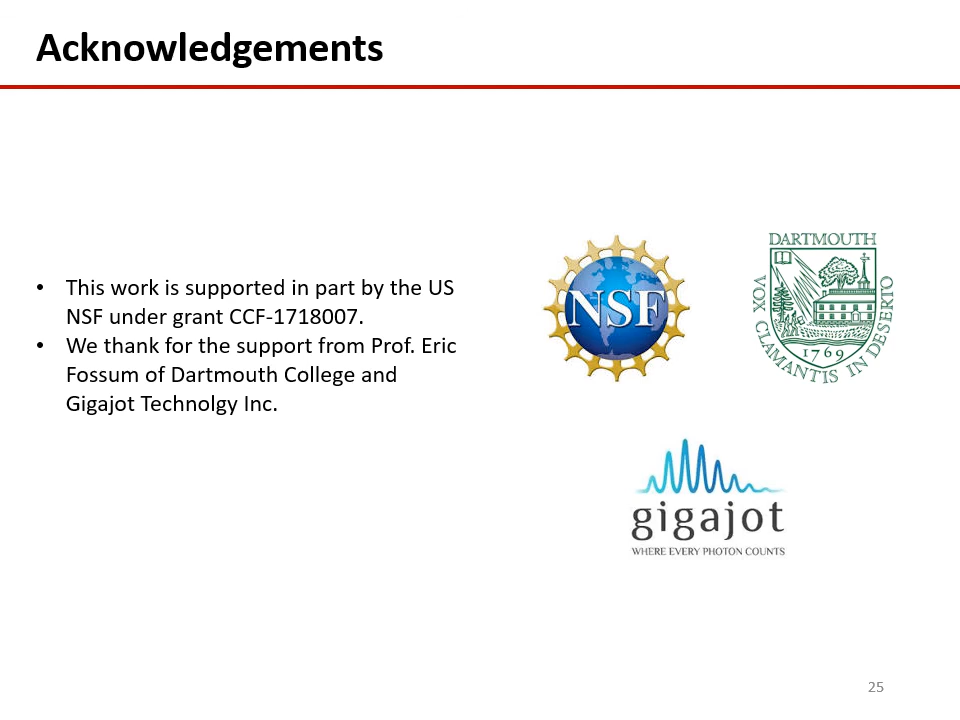 Acknowledgements
• This work is supported in part by the US
NSF under grant CCF-1718007.
• We thank for the support from Prof. Eric
Fossum of Dartmouth College and
Gigajot Technolgy Inc.
NSF
DARTMOUTH
VOX CLAMANTIS IN DESERTO
1769
gigajot
WHERE EVERY PHOTON COUNTS
25